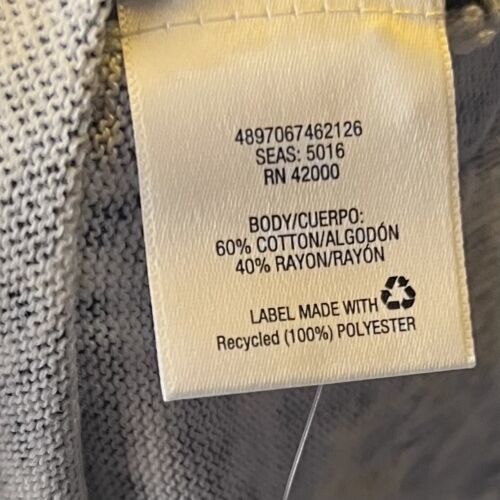 4897067462126
SEAS: 5016
RN 42000
BODY/CUERPO:
60% COTTON/ALGODÓN
40% RAYON/RAYÓN
LABEL MADE WITH
Recycled (100%) POLYESTER